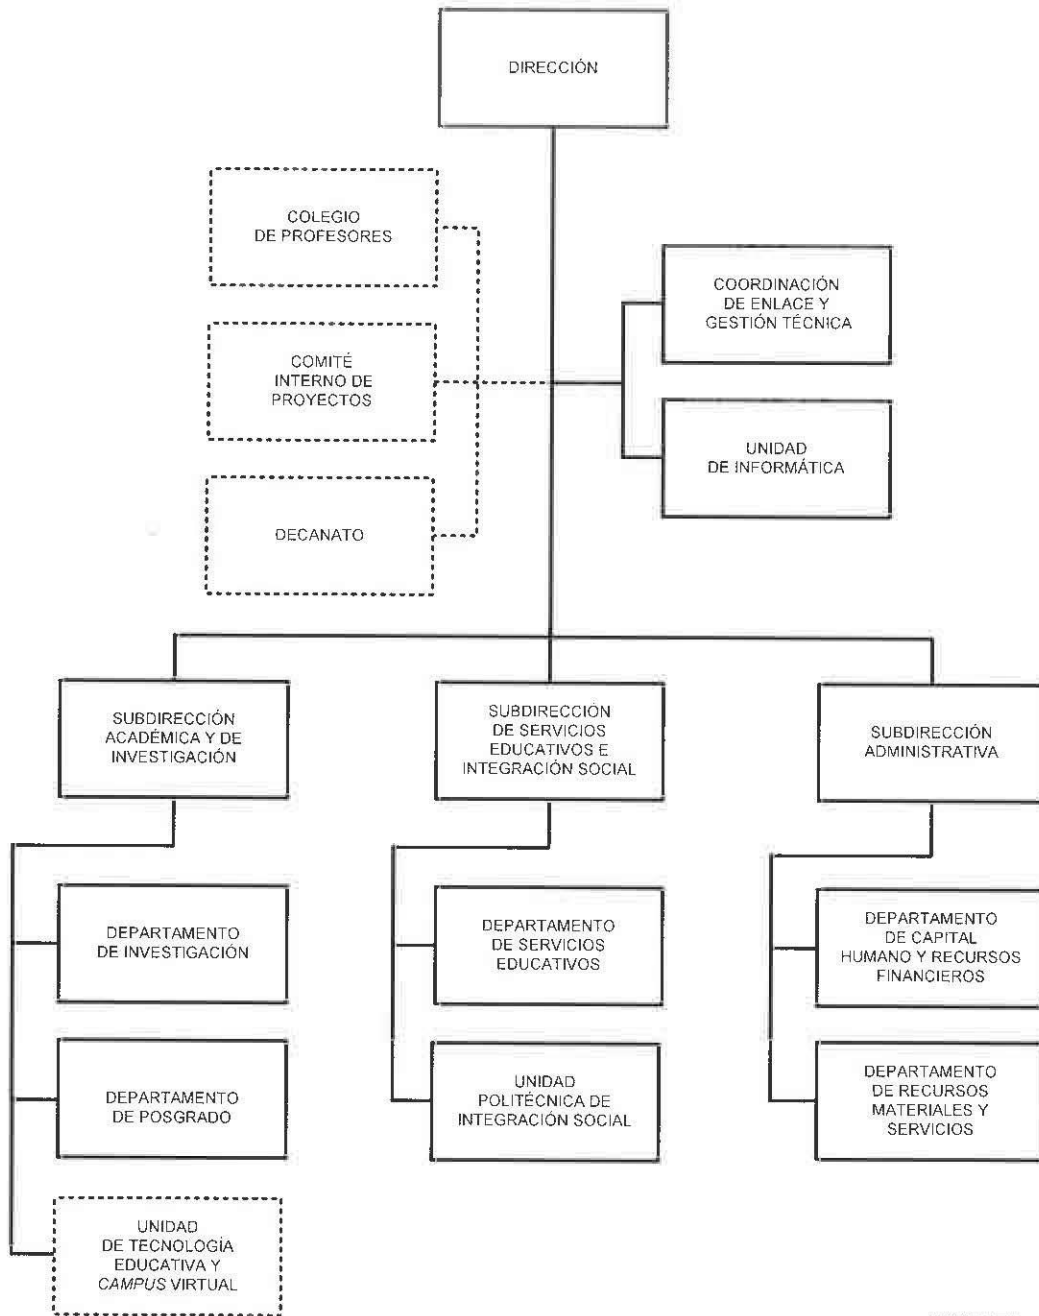 DIRECCIÓN
COLEGIO
DE PROFESORES
COORDINACIÓN
DE ENLACE Y
GESTIÓN TÉCNICA
COMITÉ
INTERNO DE
PROYECTOS
UNIDAD
DE INFORMÁTICA
DECANATO
SUBDIRECCIÓN
ACADÉMICA Y DE
INVESTIGACIÓN
SUBDIRECCIÓN
DE SERVICIOS
EDUCATIVOS E
INTEGRACIÓN SOCIAL
SUBDIRECCIÓN
ADMINISTRATIVA
DEPARTAMENTO
DE INVESTIGACIÓN
DEPARTAMENTO
DE SERVICIOS
EDUCATIVOS
DEPARTAMENTO
DE CAPITAL
HUMANO Y RECURSOS
FINANCIEROS
DEPARTAMENTO
DE POSGRADO
UNIDAD
POLITÉCNICA DE
INTEGRACIÓN SOCIAL
DEPARTAMENTO
DE RECURSOS
MATERIALES Y
SERVICIOS
UNIDAD
DE TECNOLOGÍA
EDUCATIVA Y
CAMPUS VIRTUAL